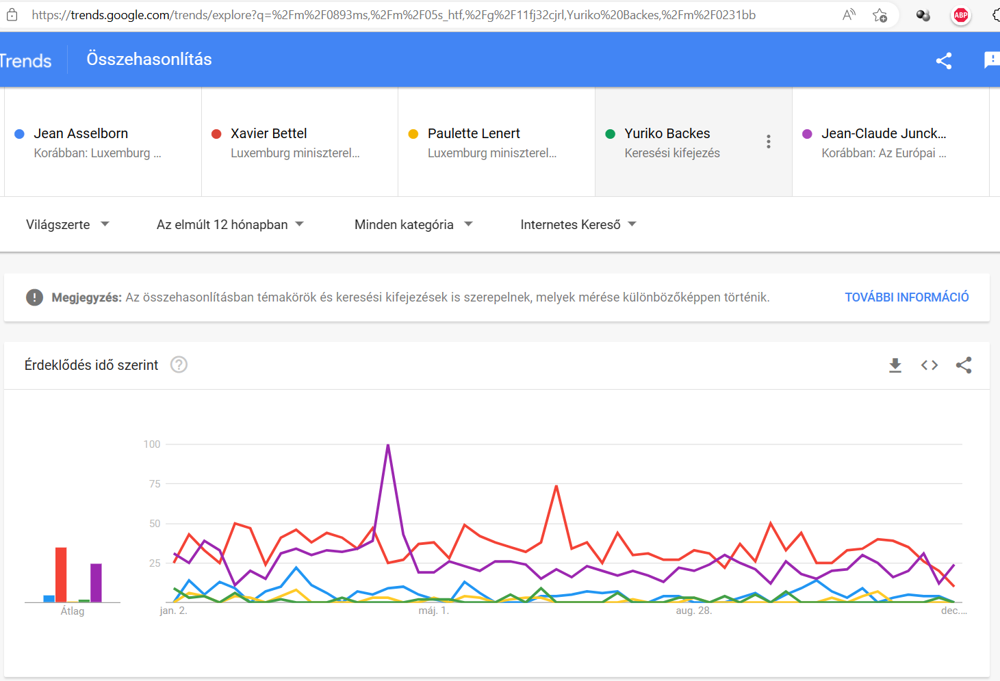 https://trends.google.com/trends/explore?q=%2Fm%2F0893ms,%2Fm%2F05s_htf,%2Fg%2F11fj32cjrl,Yuriko%20Backes,%2Fm%2F0231bb
ABP
Trends
Összehasonlítás
Jean Asselborn
Korábban: Luxemburg ...
Xavier Bettel
Luxemburg miniszterel...
Paulette Lenert
Luxemburg miniszterel...
Yuriko Backes
Keresési kifejezés
Jean-Claude Junck...
Korábban: Az Európai ...
Világszerte
Az elmúlt 12 hónapban
Minden kategória
Internetes Kereső
Megjegyzés: Az összehasonlításban témakörök és keresési kifejezések is szerepelnek, melyek mérése különbözőképpen történik.
TOVÁBBI INFORMÁCIÓ
Érdeklődés idő szerint
100
75
50
25
Átlag
jan. 2.
máj. 1.
aug. 28.
dec....